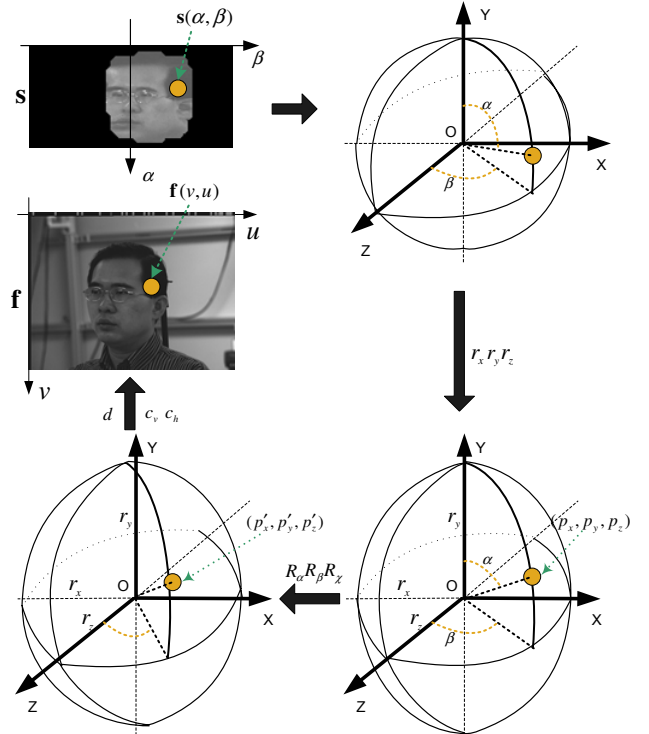 s(α, β)
β
s
α
Y
α
O
X
β
Z
f(v, u)
u
f
v
r_x r_y r_z
d c_v c_h
Y
r_y
(p′_x, p′_y, p′_z)
r_x
O
r_z
X
Z
R_α R_β R_χ
Y
r_y
(p_x, p_y, p_z)
α
r_x
O
r_z
X
β
Z